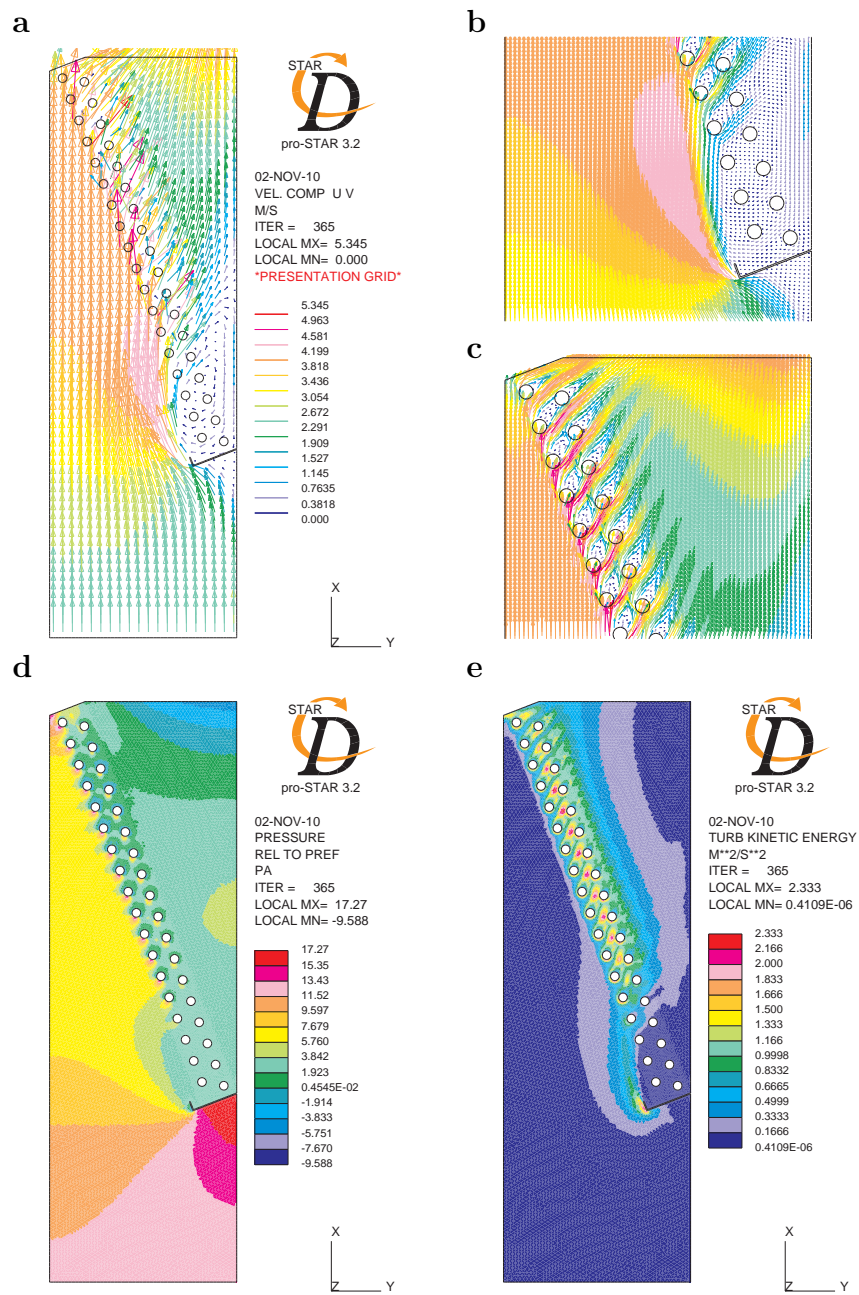 a
STAR
D
pro-STAR 3.2
02-NOV-10
VEL. COMP U V
M/S
ITER = 365
LOCAL MX= 5.345
LOCAL MN= 0.000
*PRESENTATION GRID*
5.345
4.963
4.581
4.199
3.818
3.436
3.054
2.672
2.291
1.909
1.527
1.145
0.7635
0.3818
0.000
X
Z
Y
b
c
d
STAR
D
pro-STAR 3.2
02-NOV-10
PRESSURE
REL TO PREF
PA
ITER = 365
LOCAL MX= 17.27
LOCAL MN= -9.588
17.27
15.35
13.43
11.52
9.597
7.679
5.760
3.842
1.923
0.4545E-02
-1.914
-3.833
-5.751
-7.670
-9.588
X
Z
Y
e
STAR
D
pro-STAR 3.2
02-NOV-10
TURB KINETIC ENERGY
M**2/S**2
ITER = 365
LOCAL MX= 2.333
LOCAL MN= 0.4109E-06
2.333
2.166
2.000
1.833
1.666
1.500
1.333
1.166
0.9998
0.8332
0.6665
0.4999
0.3333
0.1666
0.4109E-06
X
Z
Y